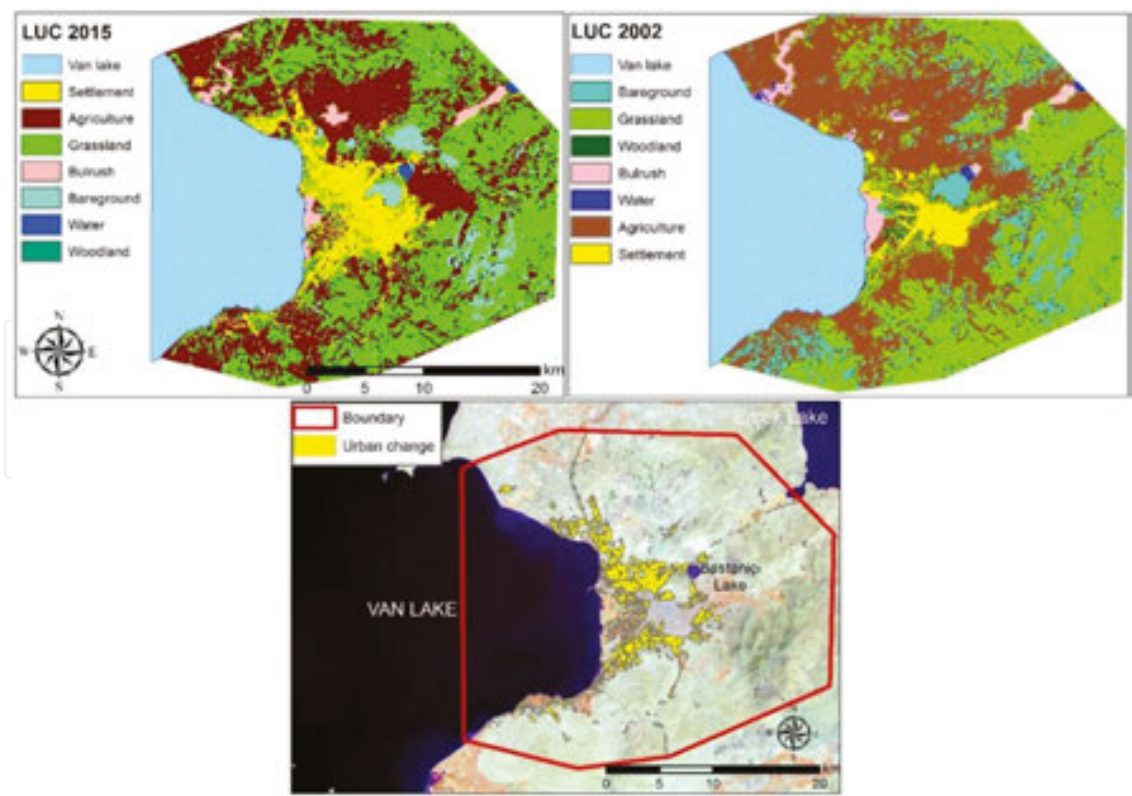 LUC 2015
Van lake
Settlement
Agriculture
Grassland
Bulrush
Bareground
Water
Woodland
N
W
E
S
km
0 5 10 20
LUC 2002
Van lake
Bareground
Grassland
Woodland
Bulrush
Water
Agriculture
Settlement
Boundary
Urban change
Lake
VAN LAKE
Lake
km
0 5 10 20